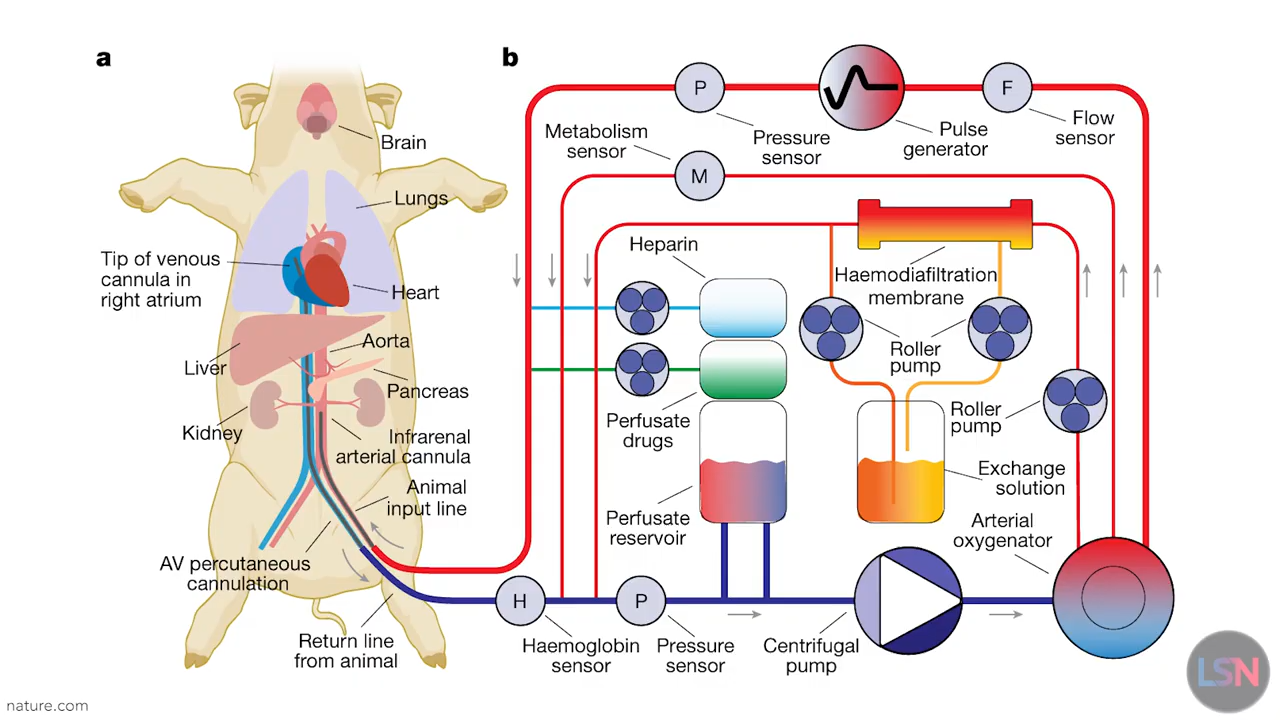 a
Brain
Lungs
Tip of venous
cannula in
right atrium
Heart
Aorta
Liver
Pancreas
Kidney
Infrarenal
arterial cannula
Animal
input line
AV percutaneous
cannulation
Return line
from animal
b
P
Pressure
sensor
Pulse
generator
F
Flow
sensor
Metabolism
sensor
M
Heparin
Haemodiafiltration
membrane
Roller
pump
Perfusate
drugs
Roller
pump
Exchange
solution
Perfusate
reservoir
Arterial
oxygenator
H
Haemoglobin
sensor
P
Pressure
sensor
Centrifugal
pump
LSN
nature.com